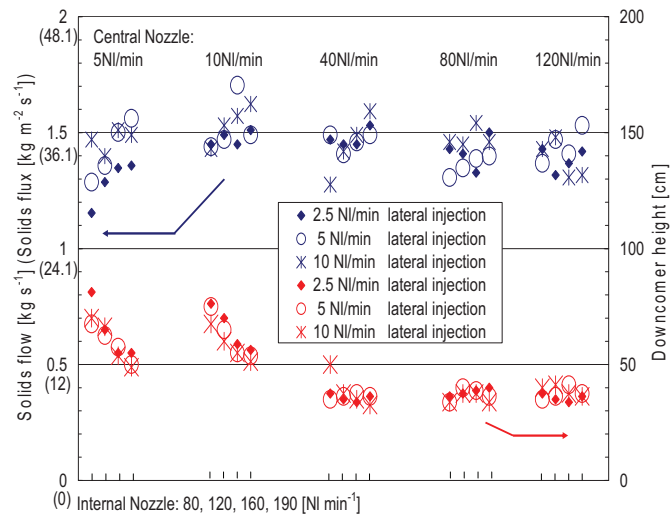 2
(48.1)
1.5
(36.1)
1
(24.1)
0.5
(12)
0
(0)
Solids flow [kg s⁻¹] (Solids flux [kg m⁻² s⁻¹])
Central Nozzle:
5Nl/min
10Nl/min
40Nl/min
80Nl/min
120Nl/min
2.5 Nl/min lateral injection
5 Nl/min lateral injection
10 Nl/min lateral injection
2.5 Nl/min lateral injection
5 Nl/min lateral injection
10 Nl/min lateral injection
200
150
100
50
0
Downcomer height [cm]
Internal Nozzle: 80, 120, 160, 190 [Nl min⁻¹]